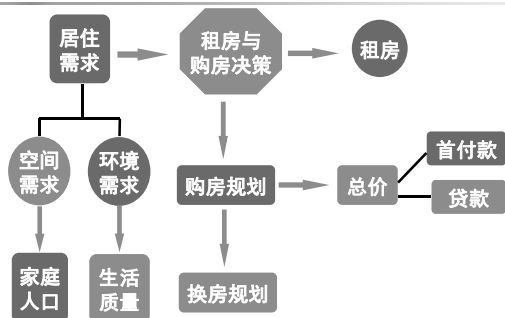 居住
需求
租房与
购房决策
租房
空间
需求
环境
需求
购房规划
总价
首付款
贷款
家庭
人口
生活
质量
换房规划